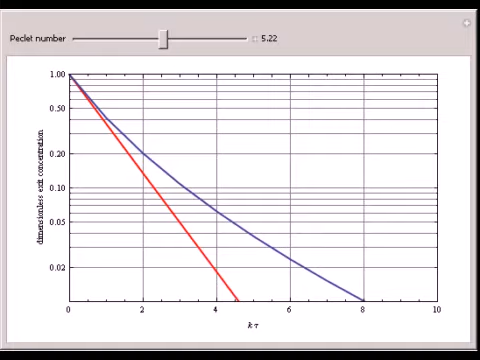 Peclet number 5.22
1.00
0.50
0.20
0.10
0.05
0.02
dimensionless exit concentration
0 2 4 6 8 10
k τ